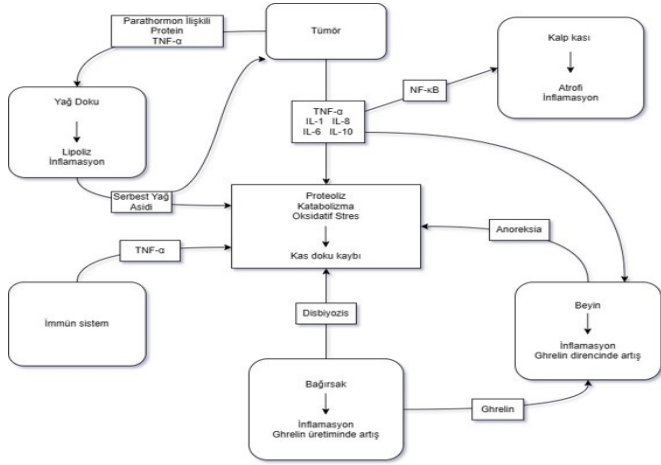 Parathormon İlişkili
Protein
TNF-α
Tümör
Kalp kası
Atrofi
İnflamasyon
NF-κB
Yağ Doku
Lipoliz
İnflamasyon
TNF-α
IL-1 IL-8
IL-6 IL-10
Serbest Yağ
Asidi
Proteoliz
Katabolizma
Oksidatif Stres
Kas doku kaybı
Anoreksia
TNF-α
İmmün sistem
Beyin
İnflamasyon
Ghrelin direncinde artış
Disbiyozis
Bağırsak
İnflamasyon
Ghrelin üretiminde artış
Ghrelin